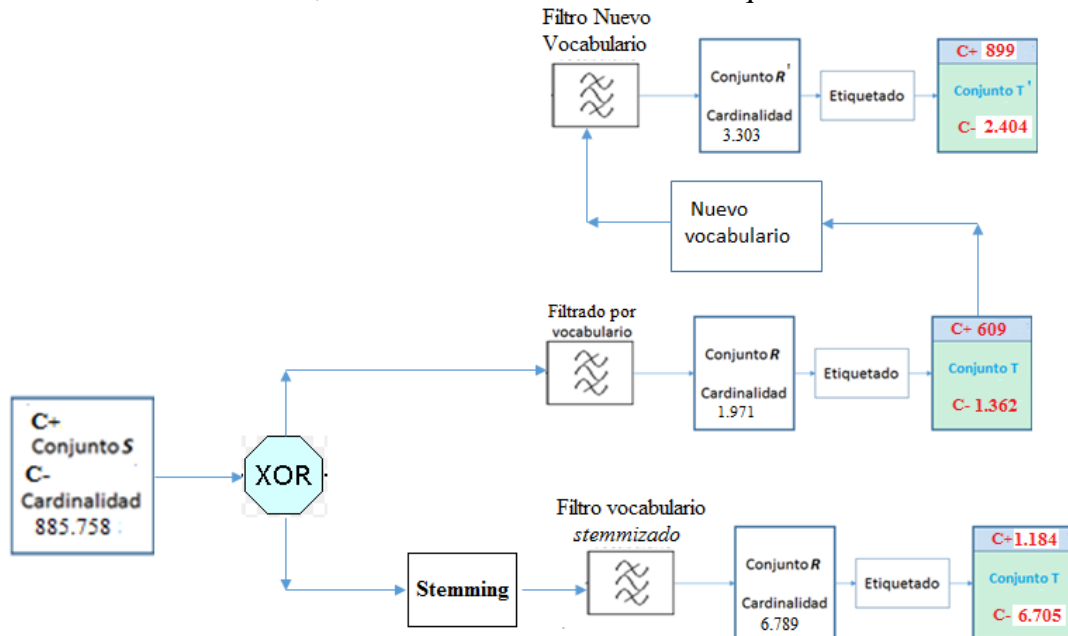 Filtro Nuevo
Vocabulario
Conjunto R'
Cardinalidad
3.303
Etiquetado
C+ 899
Conjunto T'
C- 2.404
Nuevo
vocabulario
Filtrado por
vocabulario
Conjunto R
Cardinalidad
1.971
Etiquetado
C+ 609
Conjunto T
C- 1.362
C+
Conjunto S
C-
Cardinalidad
885.758
XOR
Stemming
Filtro vocabulario
stemmizado
Conjunto R
Cardinalidad
6.789
Etiquetado
C+1.184
Conjunto T
C- 6.705